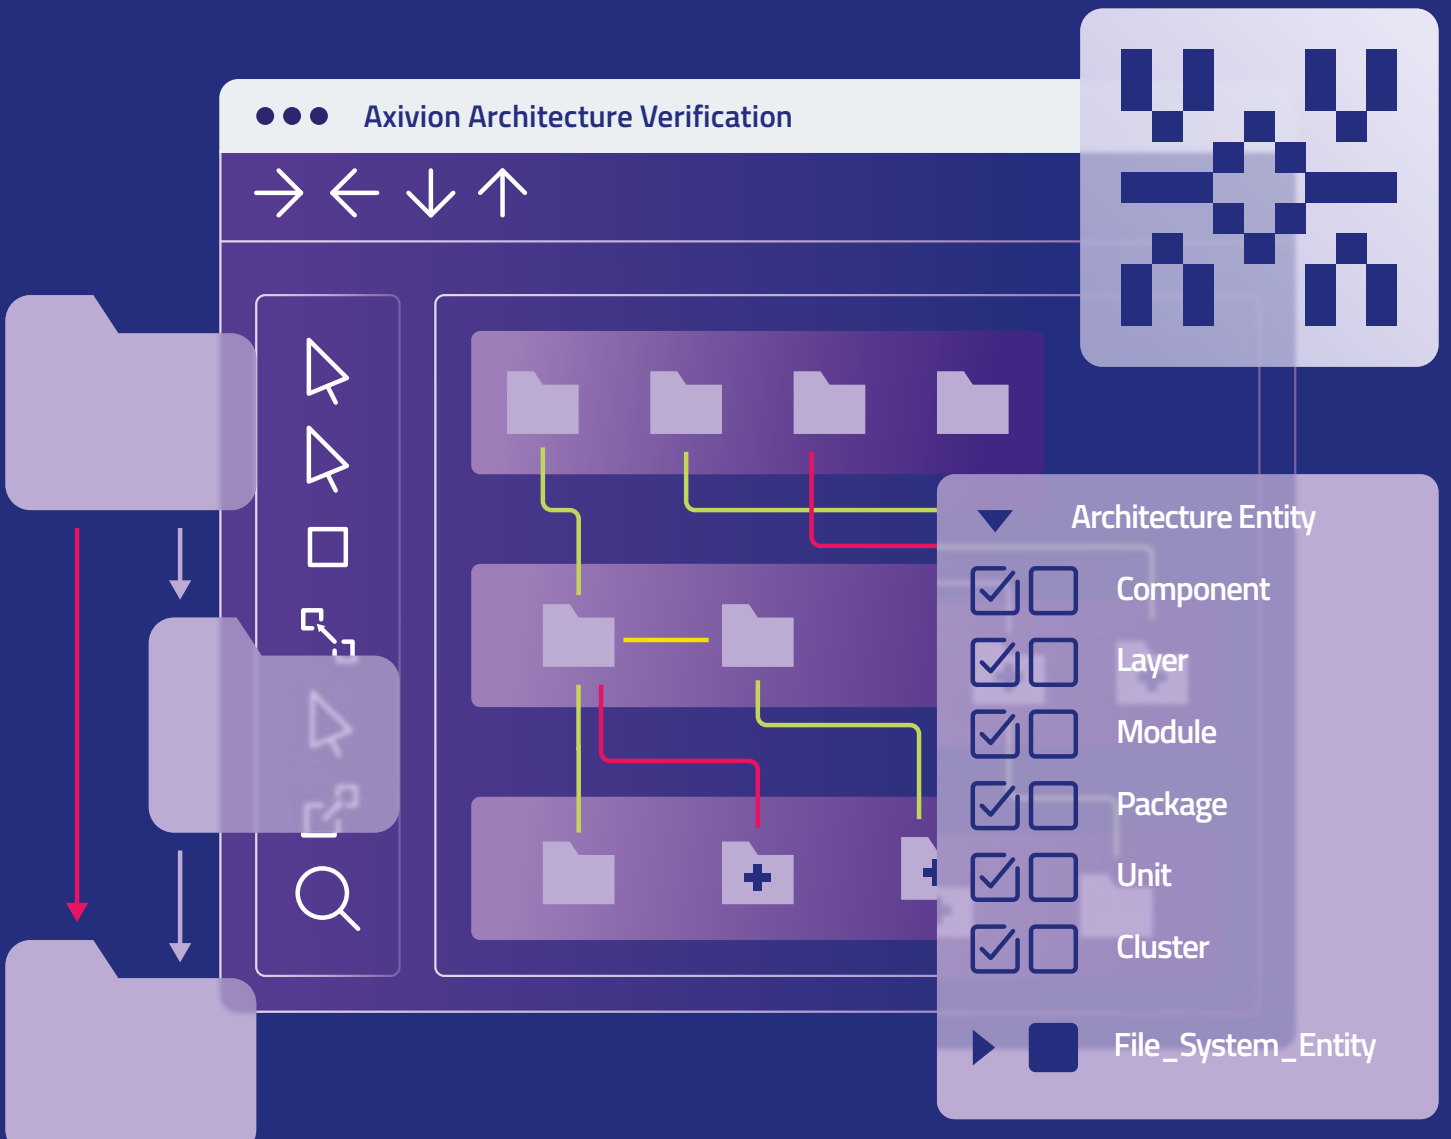 Axivion Architecture Verification
Architecture Entity
Component
Layer
Module
Package
Unit
Cluster
File_System_Entity